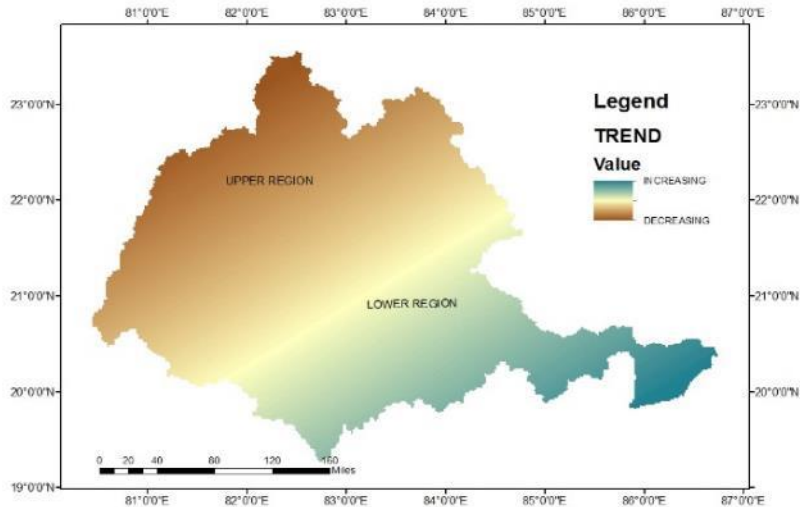 81°0'0"E 82°0'0"E 83°0'0"E 84°0'0"E 85°0'0"E 86°0'0"E 87°0'0"E
23°0'0"N 23°0'0"N
Legend
TREND
Value
INCREASING
DECREASING
UPPER REGION
22°0'0"N 22°0'0"N
21°0'0"N 21°0'0"N
LOWER REGION
20°0'0"N 20°0'0"N
0 20 40 80 120 160
Miles
19°0'0"N
81°0'0"E 82°0'0"E 83°0'0"E 84°0'0"E 85°0'0"E 86°0'0"E 87°0'0"E